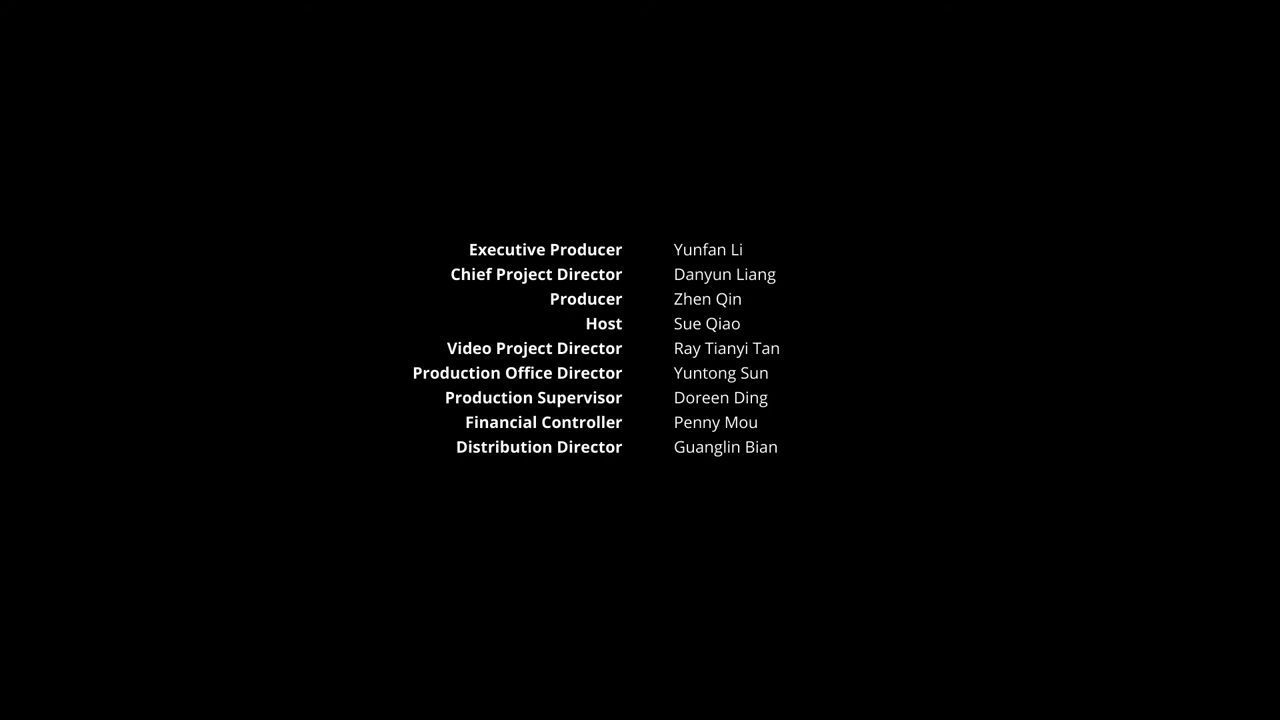 Executive Producer Yunfan Li
Chief Project Director Danyun Liang
Producer Zhen Qin
Host Sue Qiao
Video Project Director Ray Tianyi Tan
Production Office Director Yuntong Sun
Production Supervisor Doreen Ding
Financial Controller Penny Mou
Distribution Director Guanglin Bian